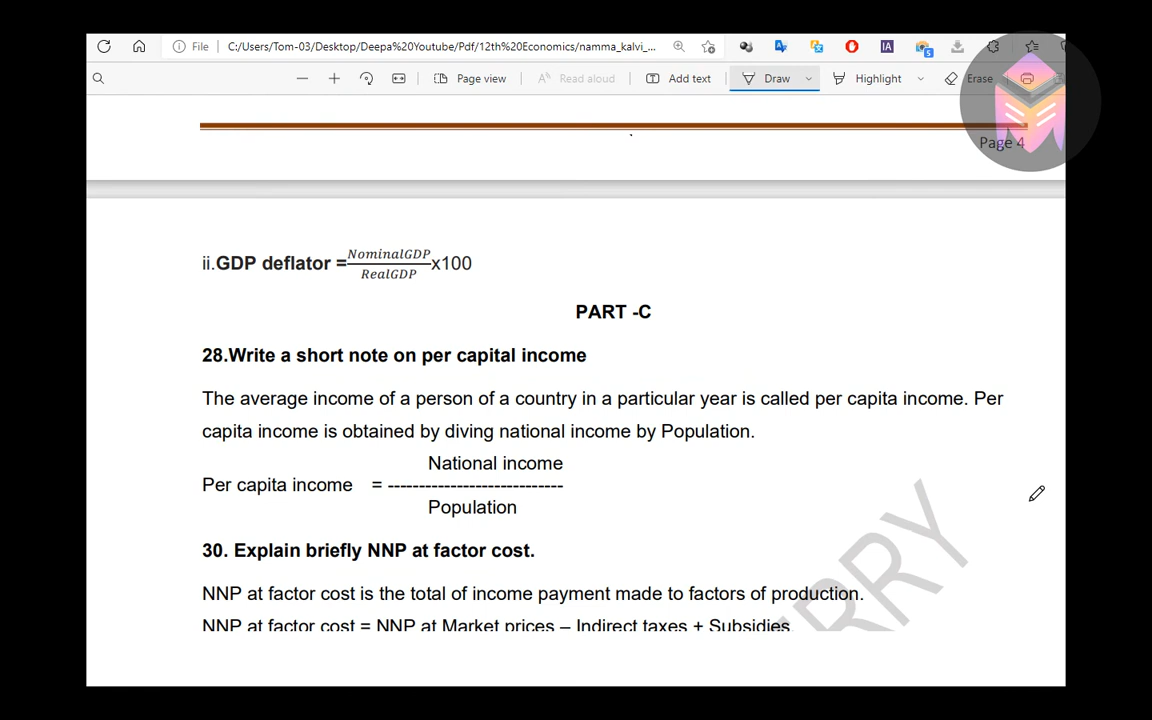 File C:/Users/Tom-03/Desktop/Deepa%20Youtube/Pdf/12th%20Economics/namma_kalvi_...
Page view Read aloud Add text Draw Highlight Erase
Page 4
ii.GDP deflator = NominalGDP/RealGDP x100
PART -C
28.Write a short note on per capital income
The average income of a person of a country in a particular year is called per capita income. Per
capita income is obtained by diving national income by Population.
National income
Per capita income = ----------------------------
Population
30. Explain briefly NNP at factor cost.
NNP at factor cost is the total of income payment made to factors of production.
NNP at factor cost = NNP at Market prices – Indirect taxes + Subsidies